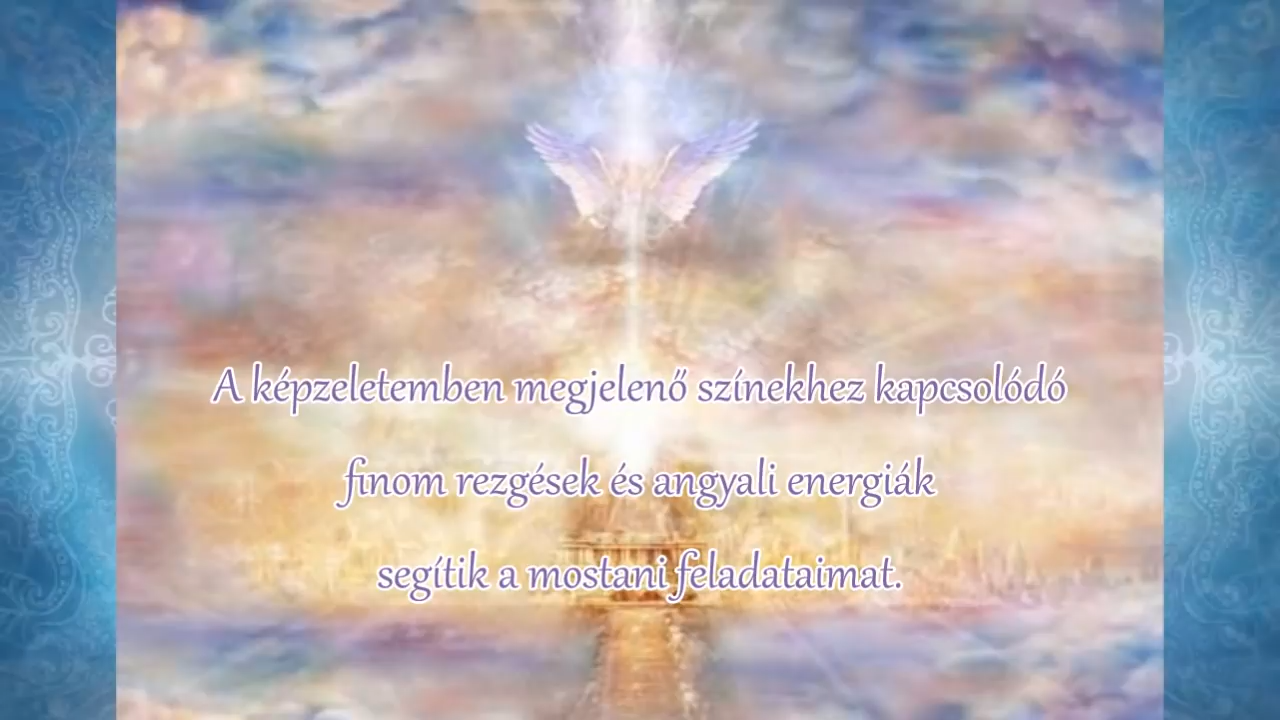 A képzeletemben megjelenő színekhez kapcsolódó
finom rezgések és angyali energiák
segítik a mostani feladataimat.